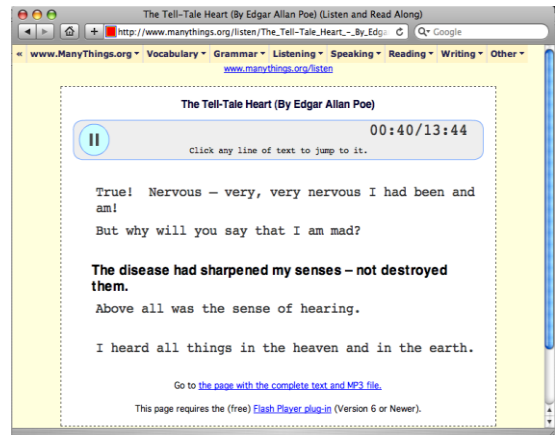 The Tell-Tale Heart (By Edgar Allan Poe) (Listen and Read Along)
http://www.manythings.org/listen/The_Tell-Tale_Heart_-_By_Edga
Google
« www.ManyThings.org Vocabulary Grammar Listening Speaking Reading Writing Other
www.manythings.org/listen
The Tell-Tale Heart (By Edgar Allan Poe)
00:40/13:44
Click any line of text to jump to it.
True! Nervous – very, very nervous I had been and
am!
But why will you say that I am mad?
The disease had sharpened my senses – not destroyed
them.
Above all was the sense of hearing.
I heard all things in the heaven and in the earth.
Go to the page with the complete text and MP3 file.
This page requires the (free) Flash Player plug-in (Version 6 or Newer).